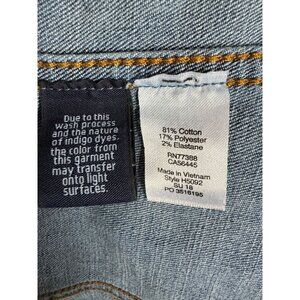 Due to this
wash process
and the nature
of indigo dyes,
the color from
this garment
may transfer
onto light
surfaces.
81% Cotton
17% Polyester
2% Elastane
RN77388
CA56445
Made in Vietnam
Style H5092
SU 18
PO 3516195